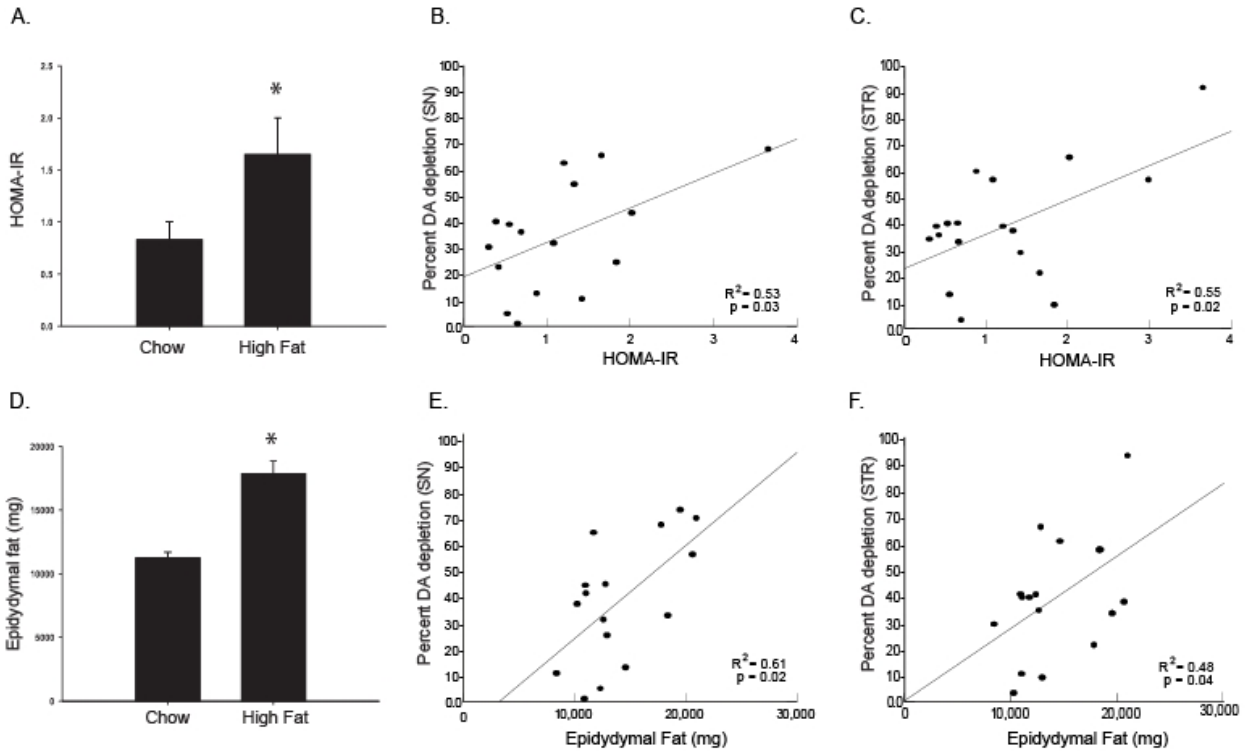 A.
HOMA-IR
2.5
2.0
1.5
1.0
0.5
0.0
*
Chow
High Fat
B.
Percent DA depletion (SN)
100
90
80
70
60
50
40
30
20
10
0.0
0
1
2
3
4
HOMA-IR
R2= 0.53
p = 0.03
C.
Percent DA depletion (STR)
100
90
80
70
60
50
40
30
20
10
0.0
0
1
2
3
4
HOMA-IR
R2= 0.55
p = 0.02
D.
Epidydymal fat (mg)
20000
15000
10000
5000
0
*
Chow
High Fat
E.
Percent DA depletion (SN)
100
90
80
70
60
50
40
30
20
10
0.0
0
10,000
20,000
30,000
Epidydymal Fat (mg)
R2= 0.61
p = 0.02
F.
Percent DA depletion (STR)
100
90
80
70
60
50
40
30
20
10
0.0
0
10,000
20,000
30,000
Epidydymal Fat (mg)
R2= 0.48
p = 0.04